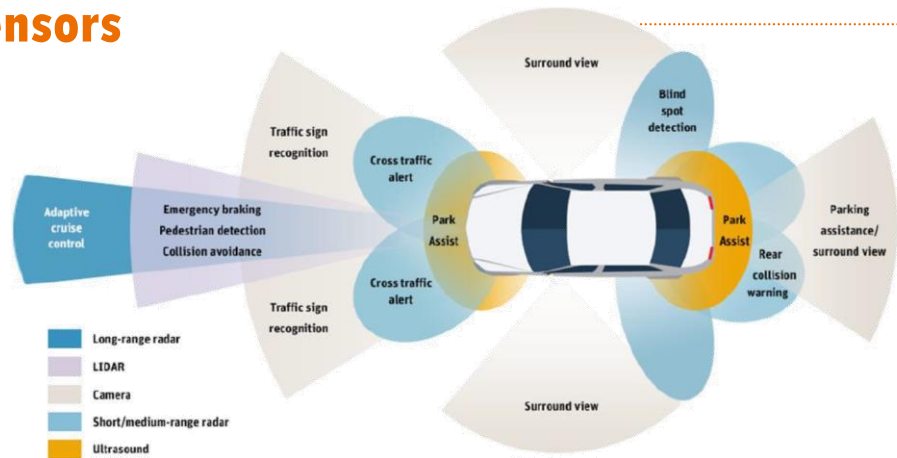 ensors
Surround view
Blind
spot
detection
Traffic sign
recognition
Cross traffic
alert
Adaptive
cruise
control
Emergency braking
Pedestrian detection
Collision avoidance
Park
Assist
Park
Assist
Parking
assistance/
surround view
Rear
collision
warning
Cross traffic
alert
Traffic sign
recognition
Surround view
Long-range radar
LIDAR
Camera
Short/medium-range radar
Ultrasound